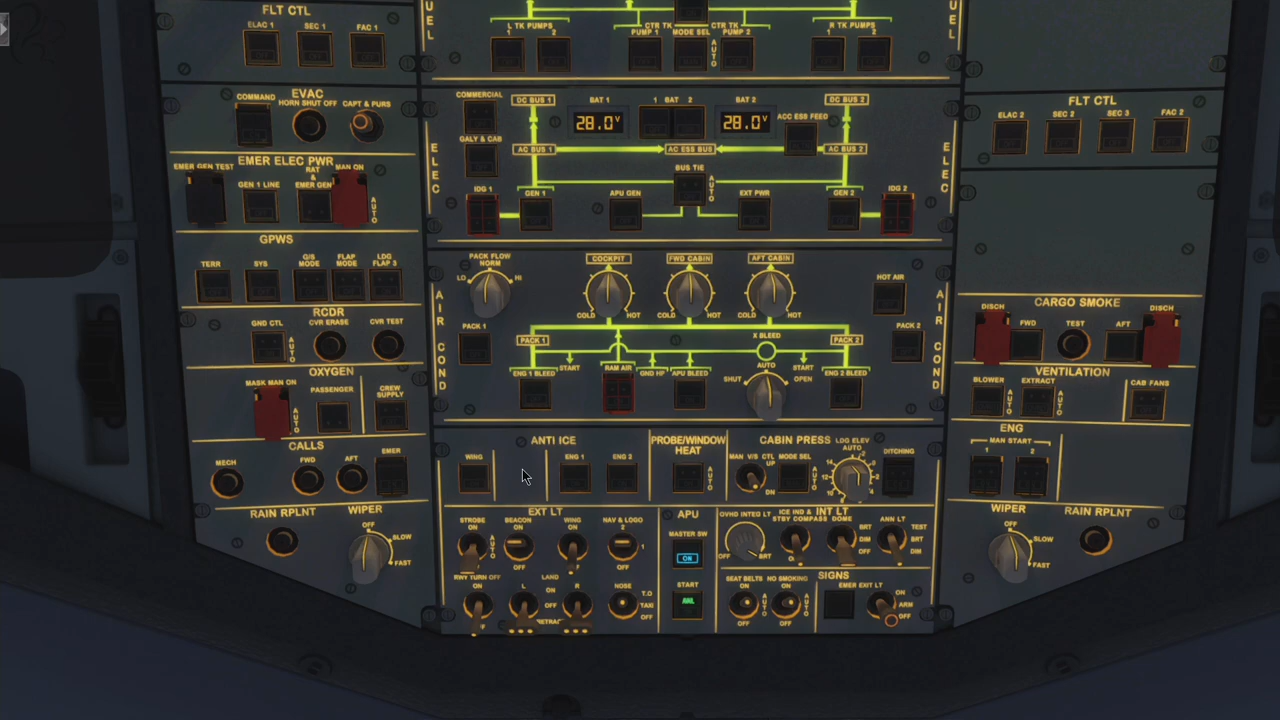 FLT CTL
ELAC 1 SEC 1 FAC 1
EVAC
COMMAND HORN SHUT OFF CAPT & PURS
EMER ELEC PWR
EMER GEN TEST GEN 1 LINE RAT & EMER GEN MAN ON
AUTO
GPWS
TERR SYS G/S MODE FLAP MODE LDG FLAP 3
RCDR
GND CTL CVR ERASE CVR TEST
AUTO
OXYGEN
MASK MAN ON PASSENGER CREW SUPPLY
AUTO
CALLS
MECH FWD AFT EMER
RAIN RPLNT WIPER
OFF SLOW FAST
UEL UEL
L TK PUMPS CTR TK CTR TK R TK PUMPS
1 2 PUMP 1 MODE SEL PUMP 2 1 2
AUTO
COMMERCIAL DC BUS 1 BAT 1 1 BAT 2 BAT 2 DC BUS 2
28.0V 28.0V ACC ESS FEED
GALY & CAB AC BUS 1 AC ESS BUS AC BUS 2
ELEC BUS TIE AUTO ELEC
IDG 1 GEN 1 APU GEN EXT PWR GEN 2 IDG 2
PACK FLOW COCKPIT FWD CABIN AFT CABIN
LO NORM HI HOT AIR
COLD HOT COLD HOT COLD HOT
AIR COND AIR COND
PACK 1 PACK 1 X BLEED PACK 2 PACK 2
START START
ENG 1 BLEED RAM AIR GND HP APU BLEED AUTO ENG 2 BLEED
SHUT OPEN
ANTI ICE PROBE/WINDOW HEAT CABIN PRESS
WING ENG 1 ENG 3 AUTO MAN V/S CTL MODE SEL LDG ELEV DITCHING
UP DN AUTO AUTO
EXT LT APU INT LT
STROBE BEACON WING NAV & LOGO OVHD INTEG LT ICE IND & STBY COMPASS DOME ANN LT
ON ON ON 2 MASTER SW BRT TEST
AUTO 1 ON DIM BRT
OFF OFF OFF OFF BRT OFF DIM
RWY TURN OFF LAND START SIGNS
ON L ON R NOSE SEAT BELTS NO SMOKING EMER EXIT LT
OFF T.O TAXI AVAIL AUTO AUTO ON ARM
RETRACT OFF OFF OFF OFF
FLT CTL
ELAC 2 SEC 2 SEC 3 FAC 2
CARGO SMOKE
DISCH FWD TEST AFT DISCH
VENTILATION
BLOWER EXTRACT CAB FANS
AUTO AUTO
ENG
MAN START
1 2
WIPER RAIN RPLNT
OFF SLOW FAST